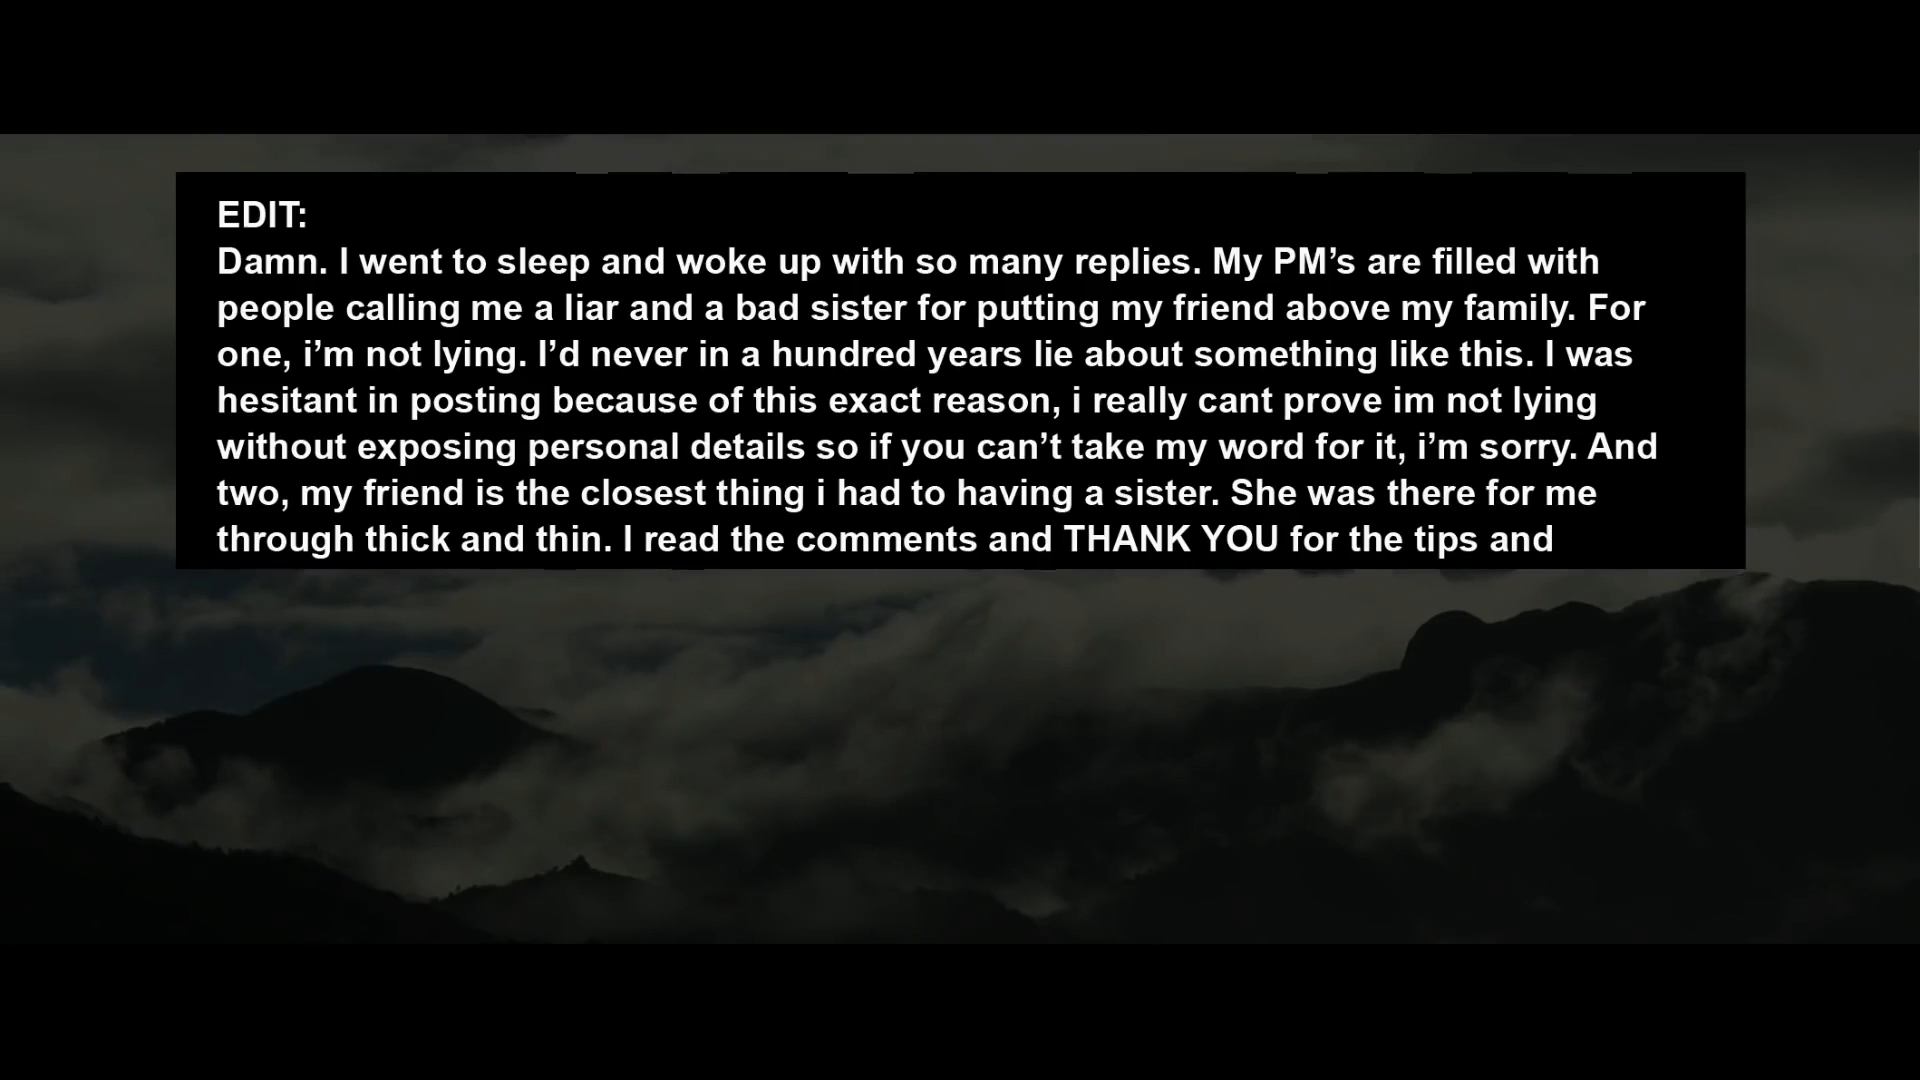 EDIT:
Damn. I went to sleep and woke up with so many replies. My PM’s are filled with
people calling me a liar and a bad sister for putting my friend above my family. For
one, i’m not lying. I’d never in a hundred years lie about something like this. I was
hesitant in posting because of this exact reason, i really cant prove im not lying
without exposing personal details so if you can’t take my word for it, i’m sorry. And
two, my friend is the closest thing i had to having a sister. She was there for me
through thick and thin. I read the comments and THANK YOU for the tips and